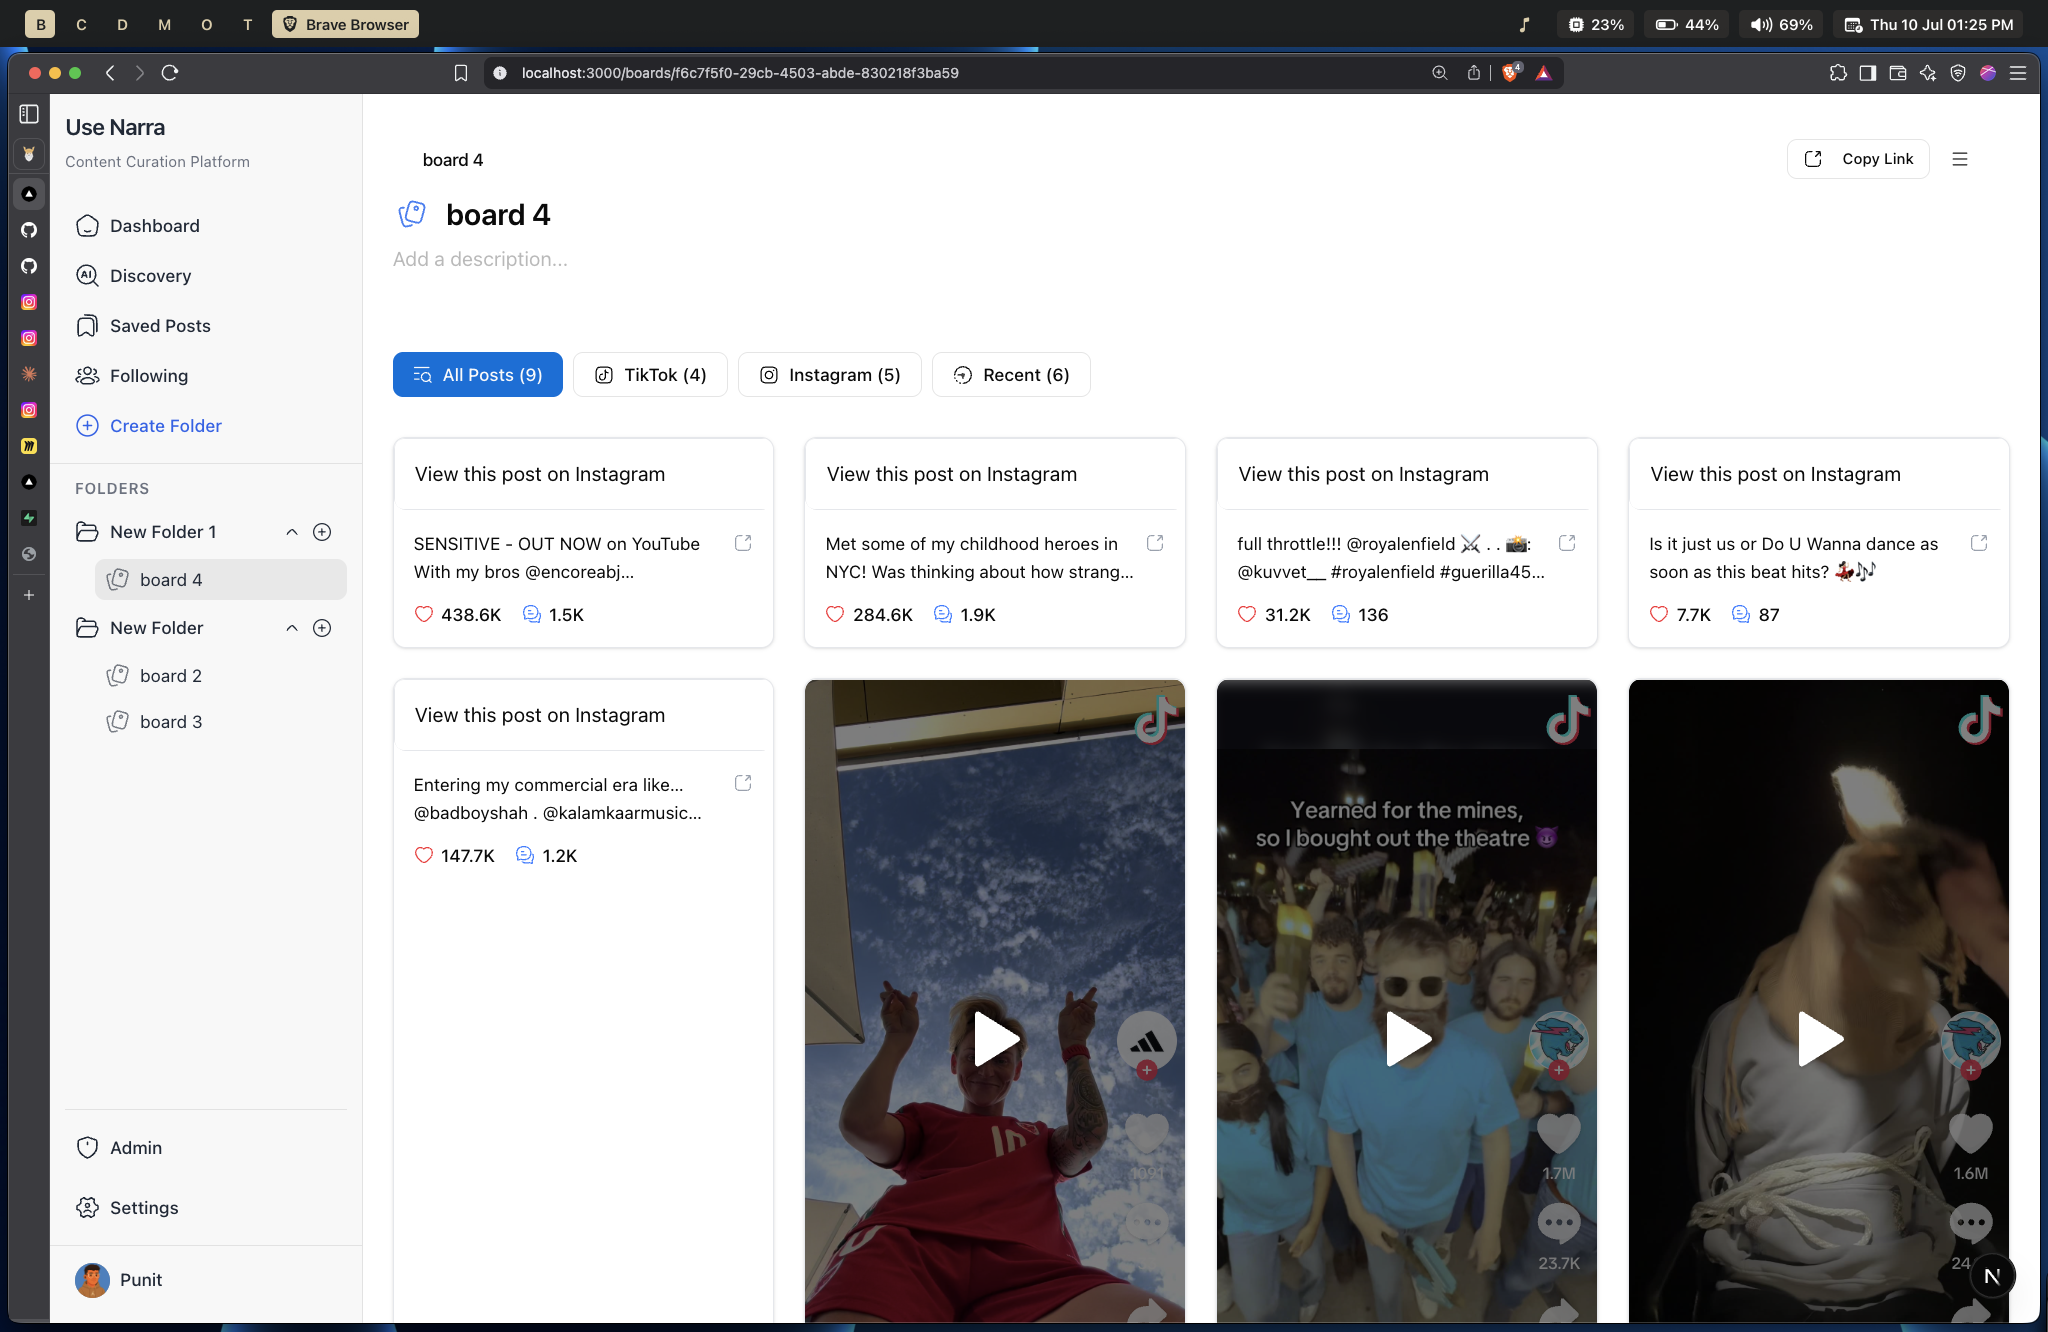 B C D M O T Brave Browser 23% 44% 69% Thu 10 Jul 01:25 PM
localhost:3000/boards/f6c7f5f0-29cb-4503-abde-830218f3ba59 4
Use Narra
Content Curation Platform
Dashboard
Discovery
Saved Posts
Following
Create Folder
FOLDERS
New Folder 1
board 4
New Folder
board 2
board 3
Admin
Settings
Punit
board 4
Copy Link
board 4
Add a description...
All Posts (9) TikTok (4) Instagram (5) Recent (6)
View this post on Instagram
SENSITIVE - OUT NOW on YouTube
With my bros @encoreabj...
438.6K 1.5K
View this post on Instagram
Met some of my childhood heroes in
NYC! Was thinking about how strang...
284.6K 1.9K
View this post on Instagram
full throttle!!! @royalenfield ⚔️ . . 📸:
@kuvvet__ #royalenfield #guerilla45...
31.2K 136
View this post on Instagram
Is it just us or Do U Wanna dance as
soon as this beat hits? 💃🏻🎶
7.7K 87
View this post on Instagram
Entering my commercial era like...
@badboyshah . @kalamkaarmusic...
147.7K 1.2K
Yearned for the mines,
so I bought out the theatre 😈
1.7M
23.7K
1.6M
24
N